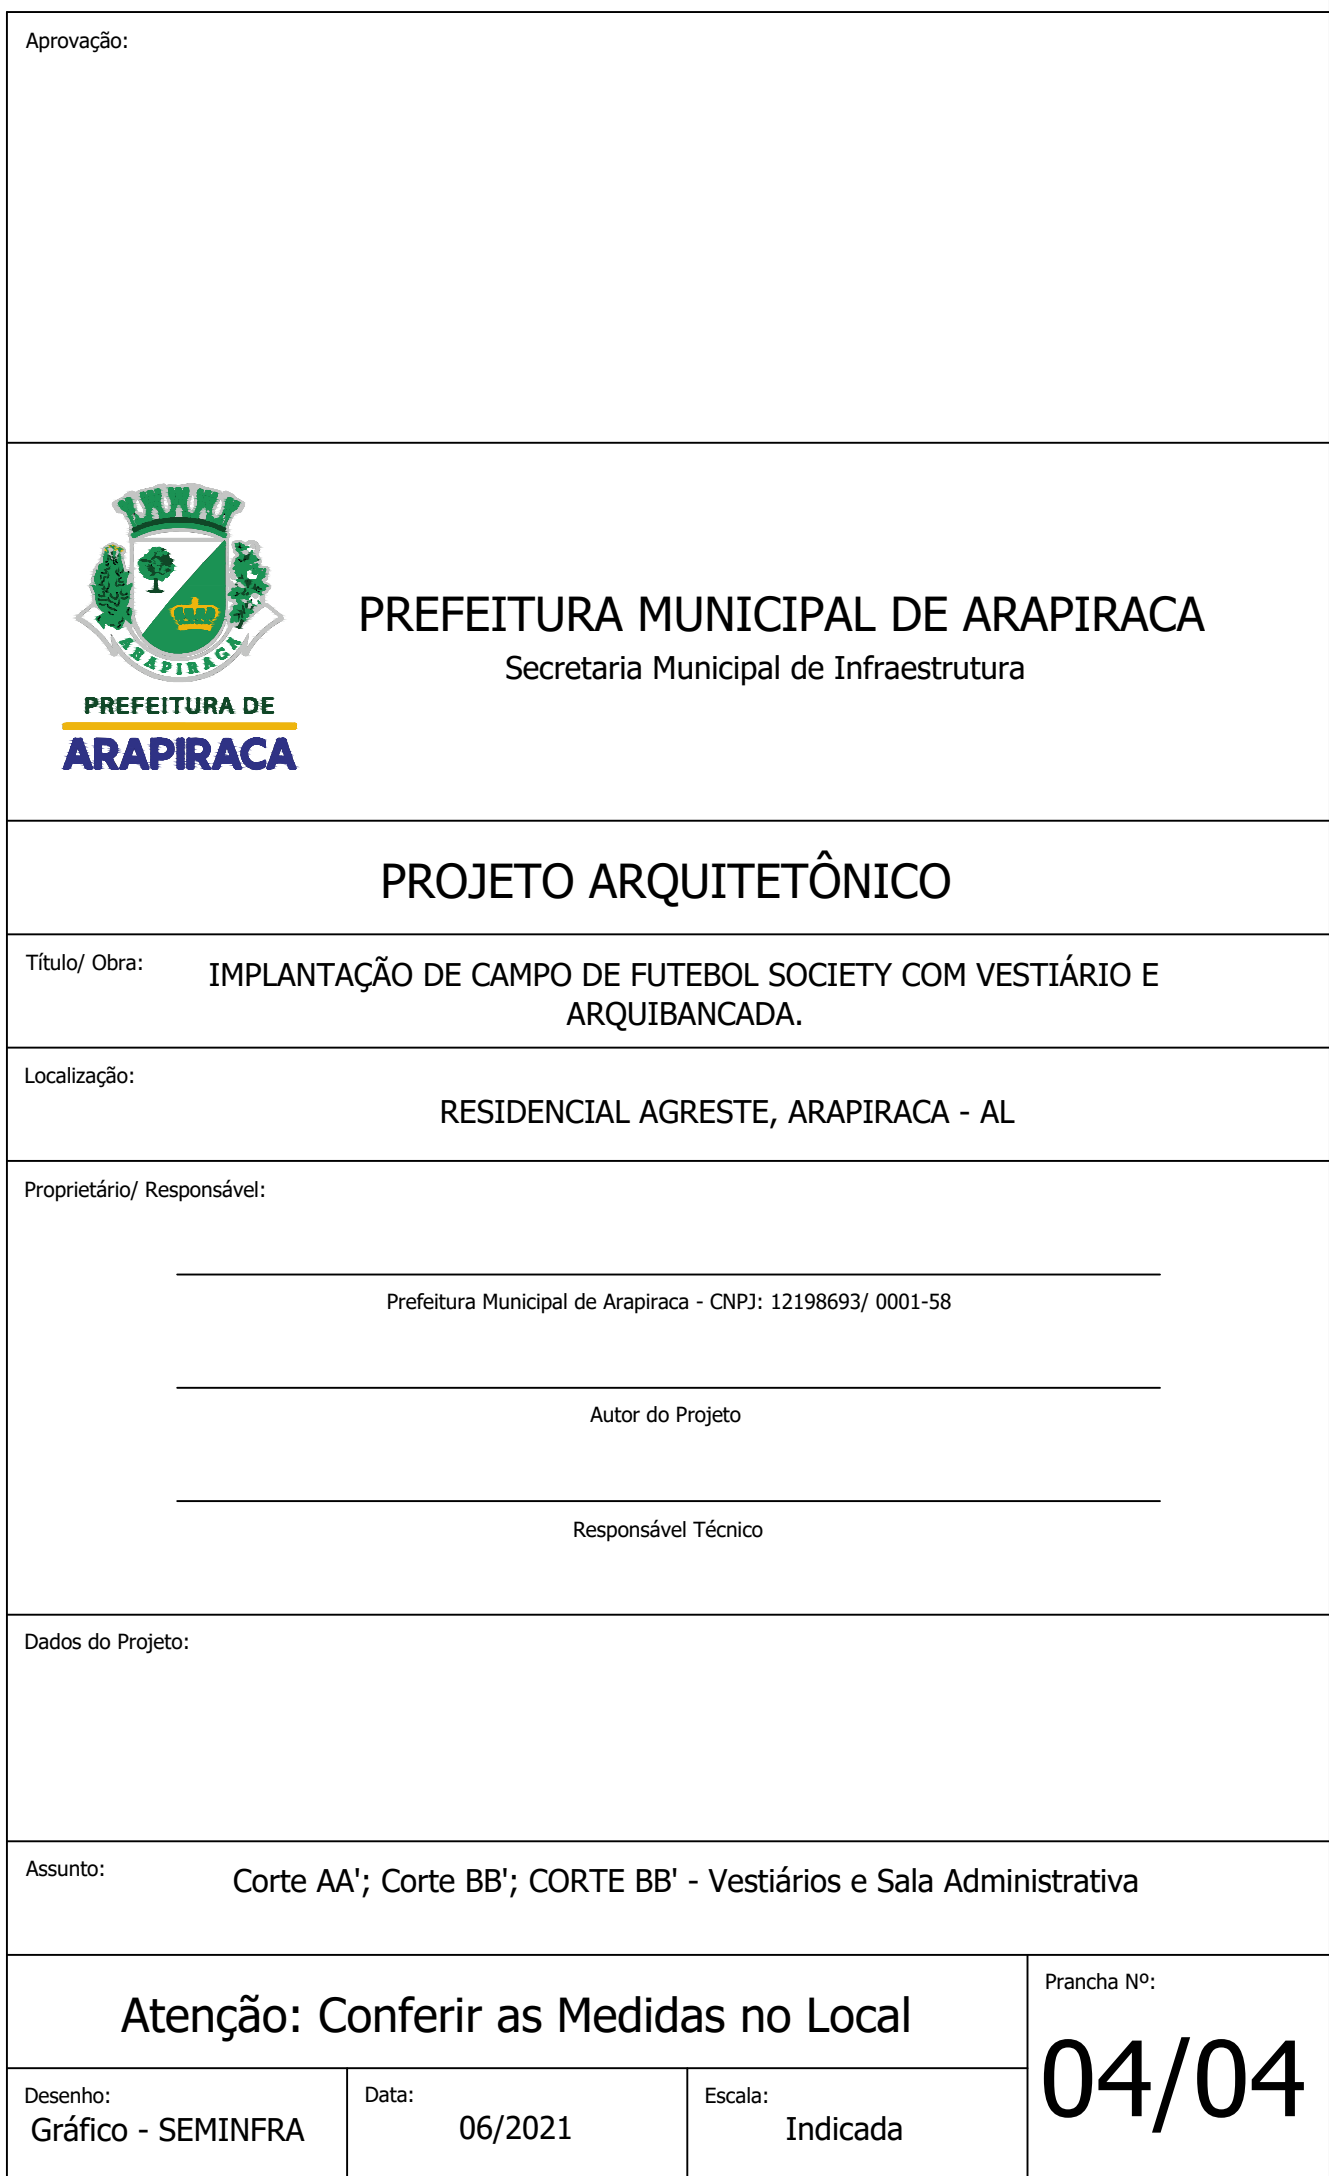 Aprovação:
ARAPIRACA
PREFEITURA DE
ARAPIRACA
PREFEITURA MUNICIPAL DE ARAPIRACA
Secretaria Municipal de Infraestrutura
PROJETO ARQUITETÔNICO
Título/ Obra:
IMPLANTAÇÃO DE CAMPO DE FUTEBOL SOCIETY COM VESTIÁRIO E
ARQUIBANCADA.
Localização:
RESIDENCIAL AGRESTE, ARAPIRACA - AL
Proprietário/ Responsável:
Prefeitura Municipal de Arapiraca - CNPJ: 12198693/ 0001-58
Autor do Projeto
Responsável Técnico
Dados do Projeto:
Assunto:
Corte AA'; Corte BB'; CORTE BB' - Vestiários e Sala Administrativa
Atenção: Conferir as Medidas no Local
Prancha Nº:
04/04
Desenho:
Gráfico - SEMINFRA
Data:
06/2021
Escala:
Indicada